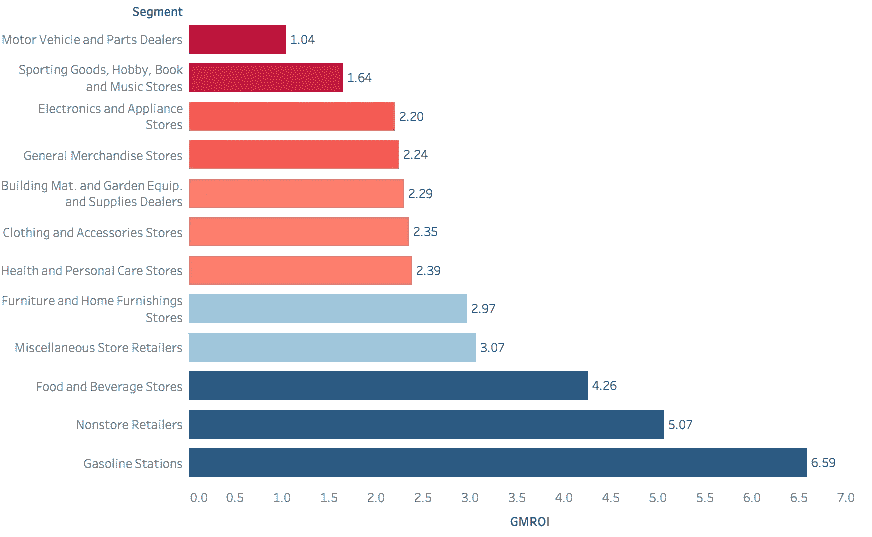 Segment
Motor Vehicle and Parts Dealers
1.04
Sporting Goods, Hobby, Book
and Music Stores
1.64
Electronics and Appliance
Stores
2.20
General Merchandise Stores
2.24
Building Mat. and Garden Equip.
and Supplies Dealers
2.29
Clothing and Accessories Stores
2.35
Health and Personal Care Stores
2.39
Furniture and Home Furnishings
Stores
2.97
Miscellaneous Store Retailers
3.07
Food and Beverage Stores
4.26
Nonstore Retailers
5.07
Gasoline Stations
6.59
0.0 0.5 1.0 1.5 2.0 2.5 3.0 3.5 4.0 4.5 5.0 5.5 6.0 6.5 7.0
GMROI